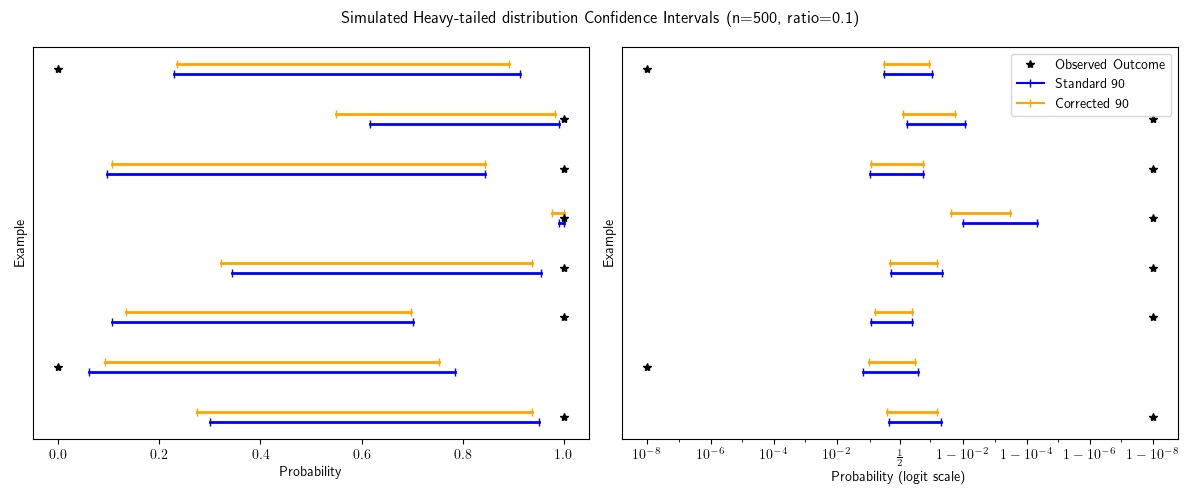 Simulated Heavy-tailed distribution Confidence Intervals (n=500, ratio=0.1)
Example
0.0 0.2 0.4 0.6 0.8 1.0
Probability
Example
Observed Outcome
Standard 90
Corrected 90
10⁻⁸ 10⁻⁶ 10⁻⁴ 10⁻² 1/2 1 − 10⁻² 1 − 10⁻⁴ 1 − 10⁻⁶ 1 − 10⁻⁸
Probability (logit scale)